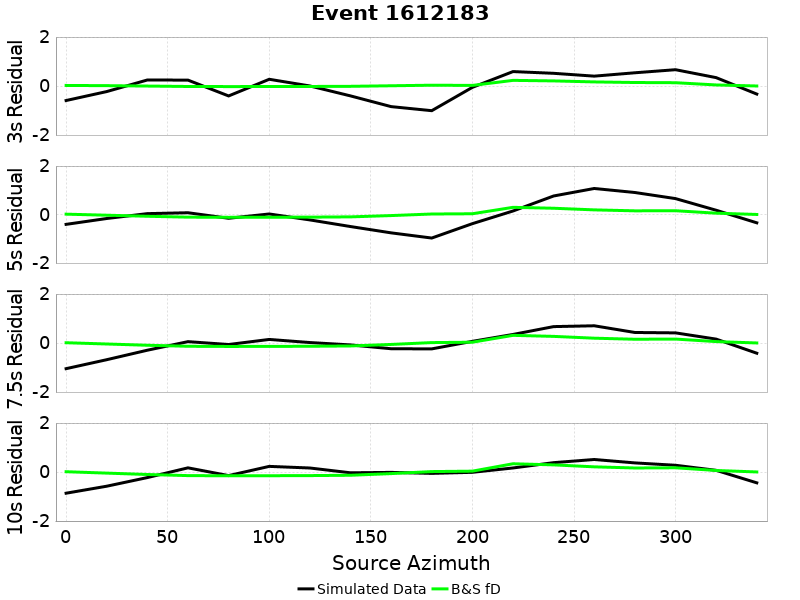 Event 1612183
3s Residual
2
0
-2
5s Residual
2
0
-2
7.5s Residual
2
0
-2
10s Residual
2
0
-2
0 50 100 150 200 250 300
Source Azimuth
Simulated Data B&S fD